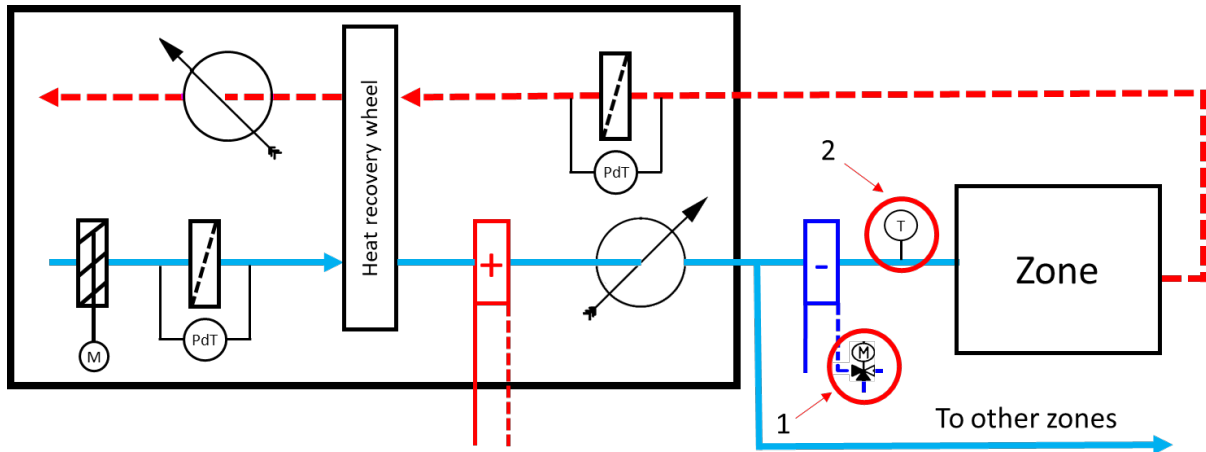 Heat recovery wheel
PdT
2
T
M
PdT
+
-
Zone
M
1
To other zones